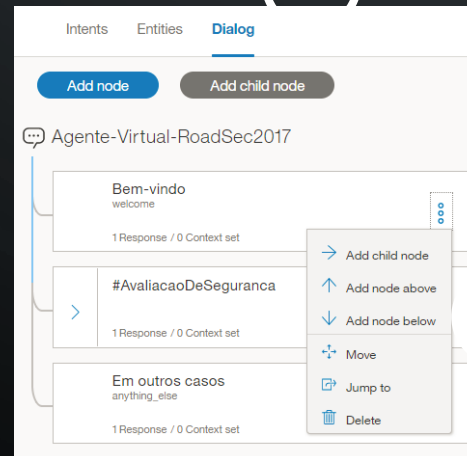 Intents Entities Dialog
Add node Add child node
Agente-Virtual-RoadSec2017
Bem-vindo
welcome
1 Response / 0 Context set
Add child node
#AvaliacaoDeSeguranca
Add node above
Add node below
1 Response / 0 Context set
Move
Em outros casos
Jump to
anything_else
Delete
1 Response / 0 Context set